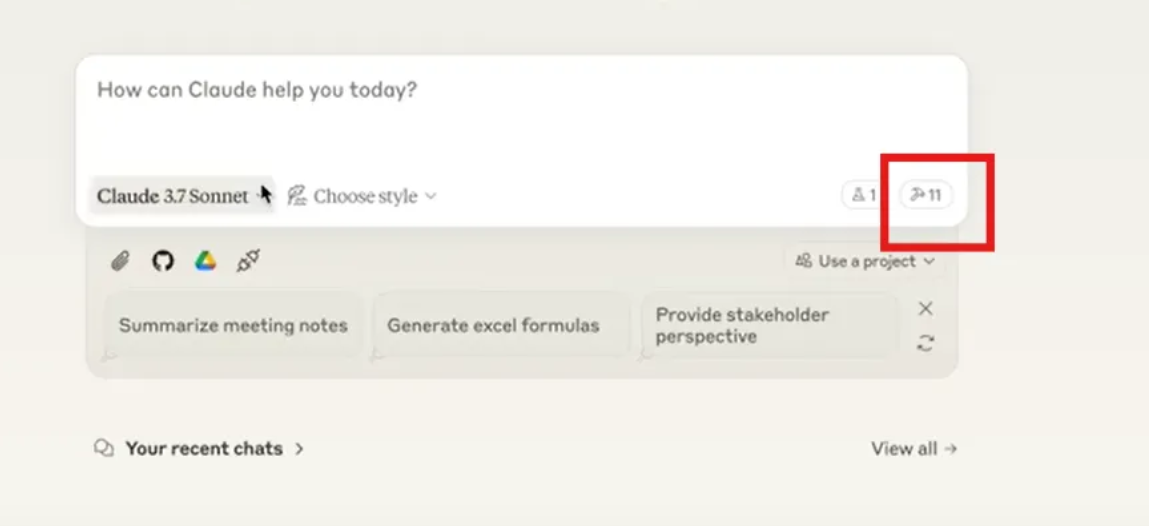 How can Claude help you today?
Claude 3.7 Sonnet Choose style 1 11
Use a project
Summarize meeting notes Generate excel formulas Provide stakeholder
perspective
Your recent chats View all